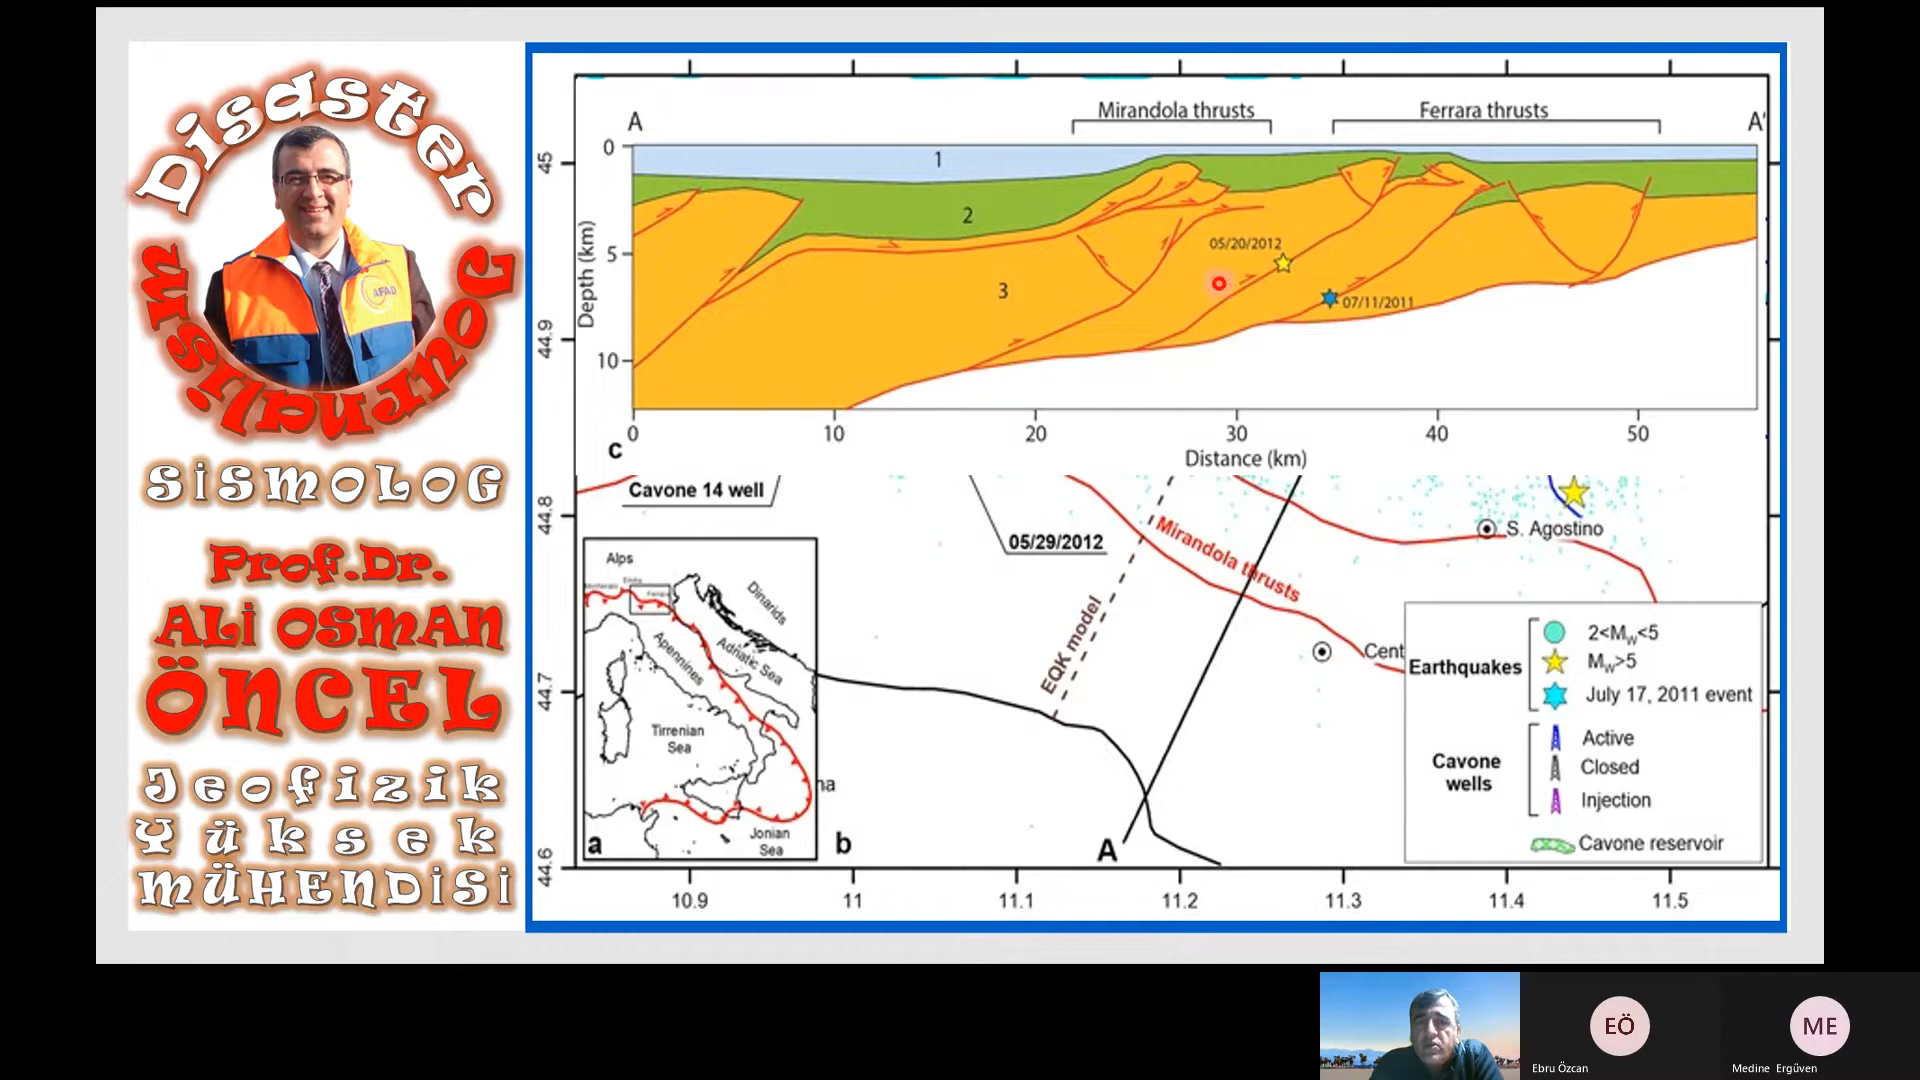 Disaster
Journalism
AFAD
SİSMOLOG
Prof.Dr.
ALİ OSMAN
ÖNCEL
Jeofizik
Yüksek
MÜHENDİSİ
Mirandola thrusts
Ferrara thrusts
A
A'
0
5
10
Depth (km)
1
2
3
05/20/2012
07/11/2011
0
10
20
30
40
50
Distance (km)
c
45
44.9
44.8
44.7
44.6
Cavone 14 well
05/29/2012
Mirandola thrusts
EQK model
S. Agostino
Cent
na
A
b
Alps
Dinarids
Apennines
Adriatic Sea
Tirrenian
Sea
Jonian
Sea
a
Earthquakes
2<Mw<5
Mw>5
July 17, 2011 event
Cavone
wells
Active
Closed
Injection
Cavone reservoir
10.9
11
11.1
11.2
11.3
11.4
11.5
EÖ
Ebru Özcan
ME
Medine Ergüven